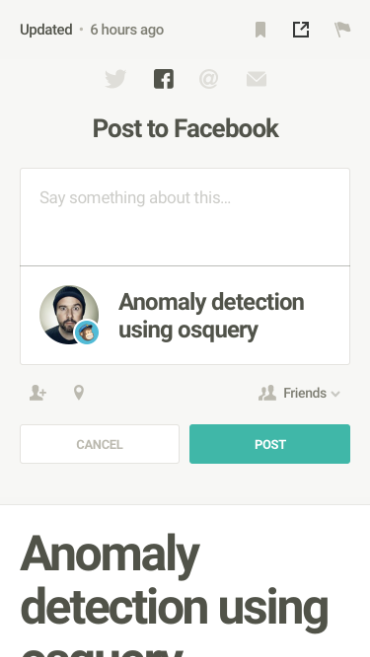 Updated • 6 hours ago
Post to Facebook
Say something about this...
Anomaly detection
using osquery
Friends
CANCEL POST
Anomaly
detection using
osquery